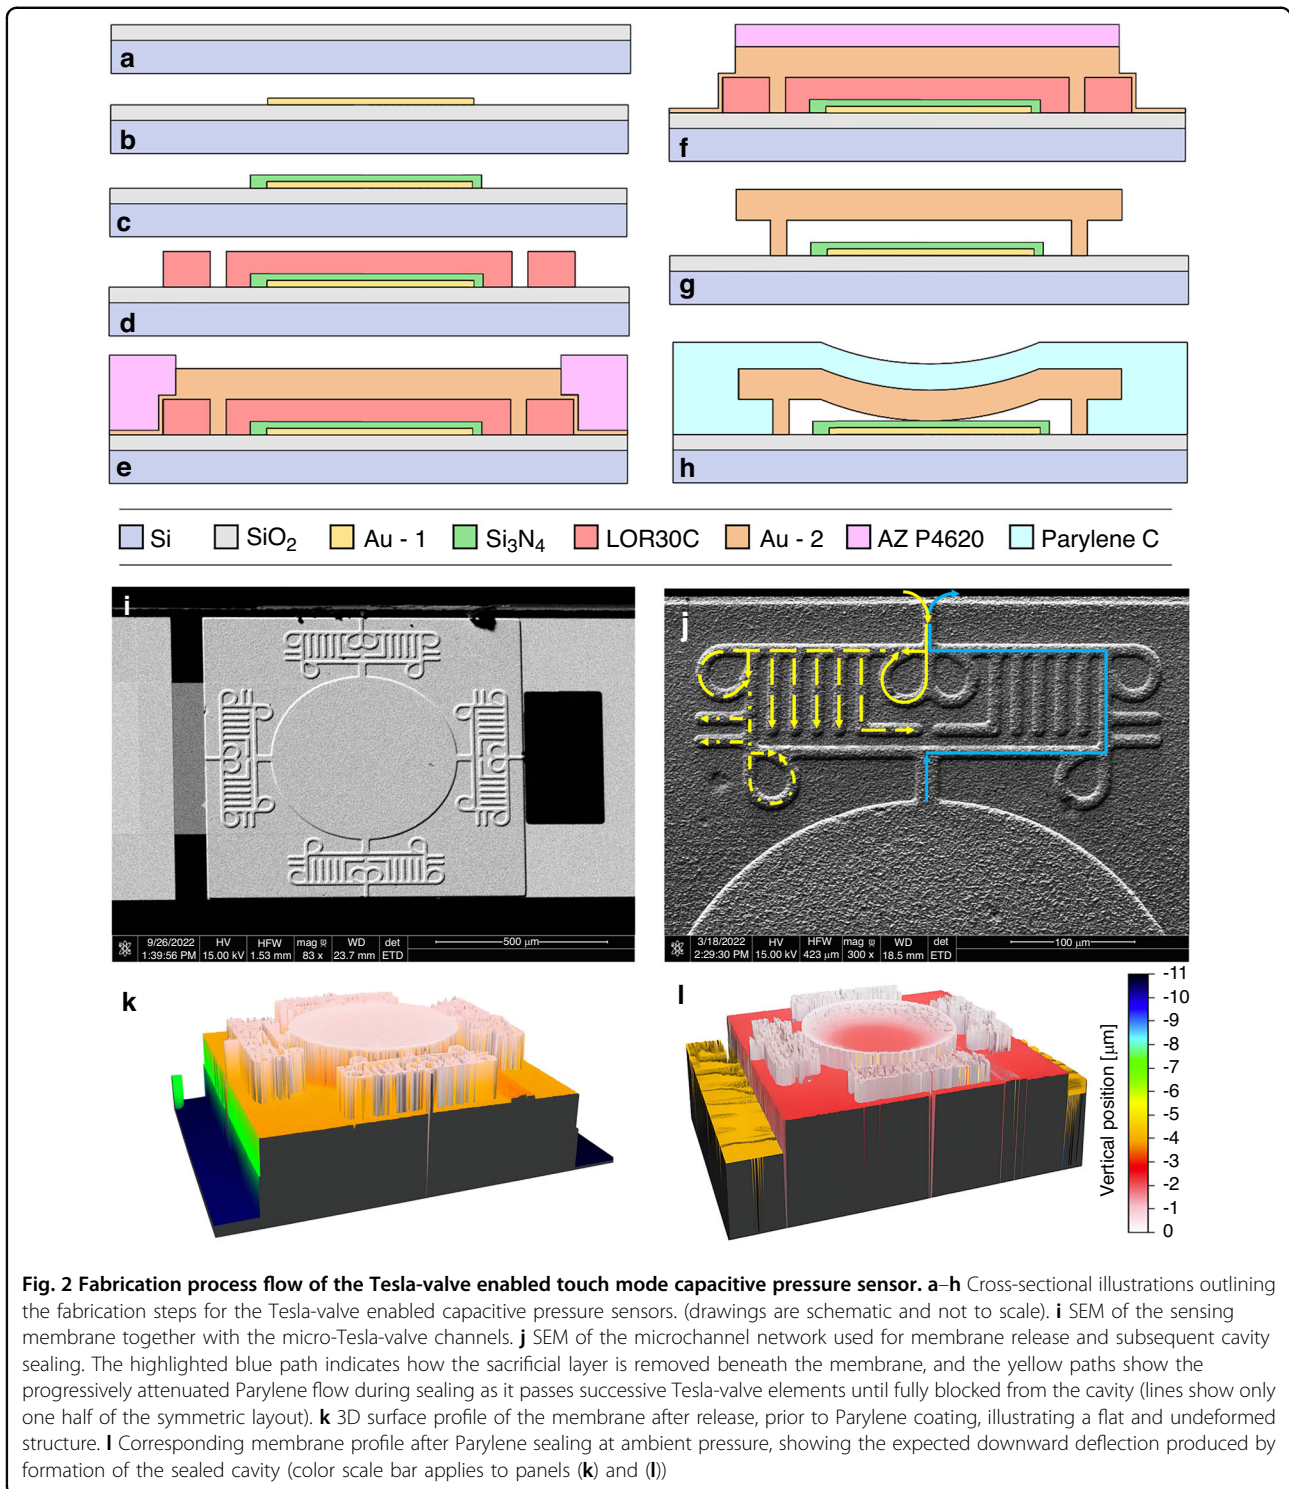 a
b
c
d
e
f
g
h
Si
SiO₂
Au - 1
Si₃N₄
LOR30C
Au - 2
AZ P4620
Parylene C
i
9/26/2022 HV HFW mag WD det
1:39:56 PM 15.00 kV 1.53 mm 83 x 23.7 mm ETD
500 μm
j
3/18/2022 HV HFW mag WD det
2:29:30 PM 15.00 kV 423 μm 300 x 18.5 mm ETD
100 μm
k
l
Vertical position [μm]
-11
-10
-9
-8
-7
-6
-5
-4
-3
-2
-1
0
Fig. 2 Fabrication process flow of the Tesla-valve enabled touch mode capacitive pressure sensor. a–h Cross-sectional illustrations outlining
the fabrication steps for the Tesla-valve enabled capacitive pressure sensors. (drawings are schematic and not to scale). i SEM of the sensing
membrane together with the micro-Tesla-valve channels. j SEM of the microchannel network used for membrane release and subsequent cavity
sealing. The highlighted blue path indicates how the sacrificial layer is removed beneath the membrane, and the yellow paths show the
progressively attenuated Parylene flow during sealing as it passes successive Tesla-valve elements until fully blocked from the cavity (lines show only
one half of the symmetric layout). k 3D surface profile of the membrane after release, prior to Parylene coating, illustrating a flat and undeformed
structure. l Corresponding membrane profile after Parylene sealing at ambient pressure, showing the expected downward deflection produced by
formation of the sealed cavity (color scale bar applies to panels (k) and (l))